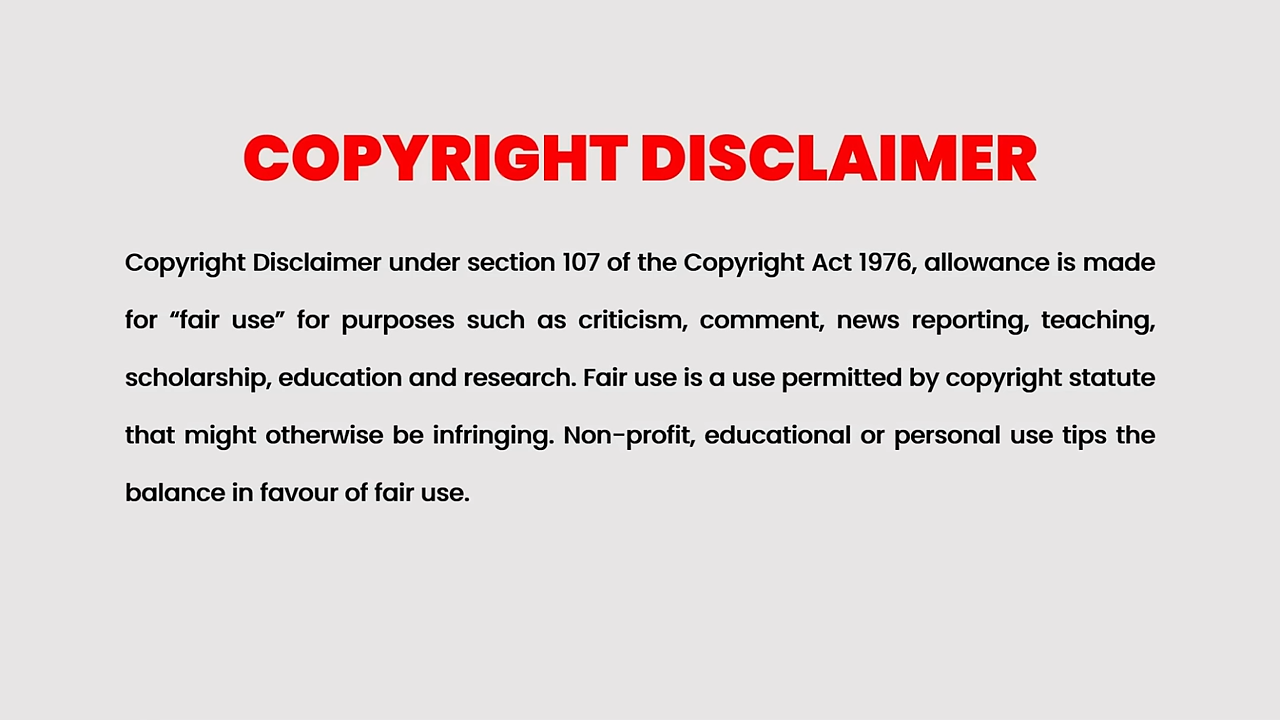 COPYRIGHT DISCLAIMER
Copyright Disclaimer under section 107 of the Copyright Act 1976, allowance is made
for “fair use” for purposes such as criticism, comment, news reporting, teaching,
scholarship, education and research. Fair use is a use permitted by copyright statute
that might otherwise be infringing. Non-profit, educational or personal use tips the
balance in favour of fair use.